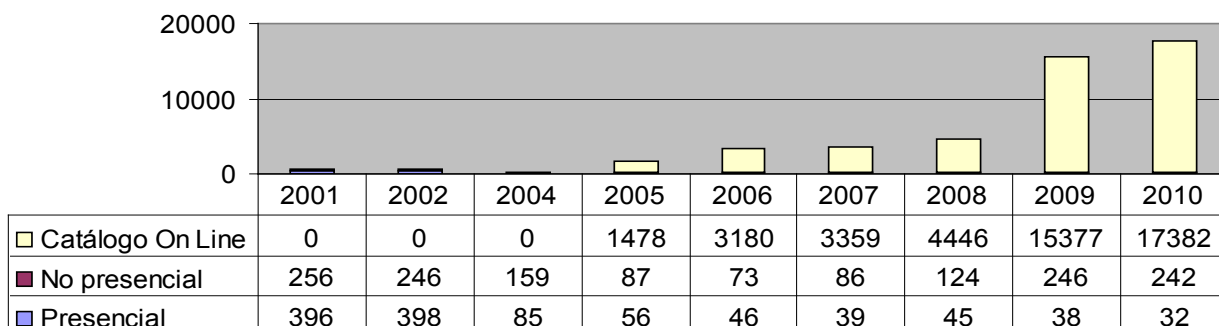 20000
10000
0
2001 2002 2004 2005 2006 2007 2008 2009 2010
Catálogo On Line 0 0 0 1478 3180 3359 4446 15377 17382
No presencial 256 246 159 87 73 86 124 246 242
Presencial 396 398 85 56 46 39 45 38 32